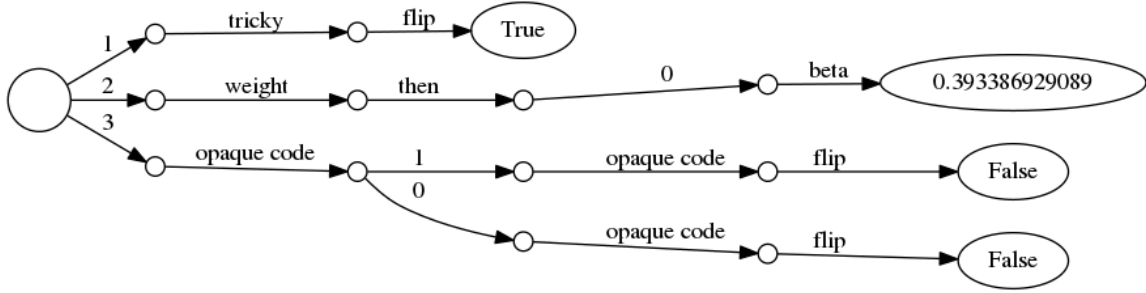 1 tricky flip True
2 weight then 0 beta 0.393386929089
3 opaque code 1 opaque code flip False
0 opaque code flip False